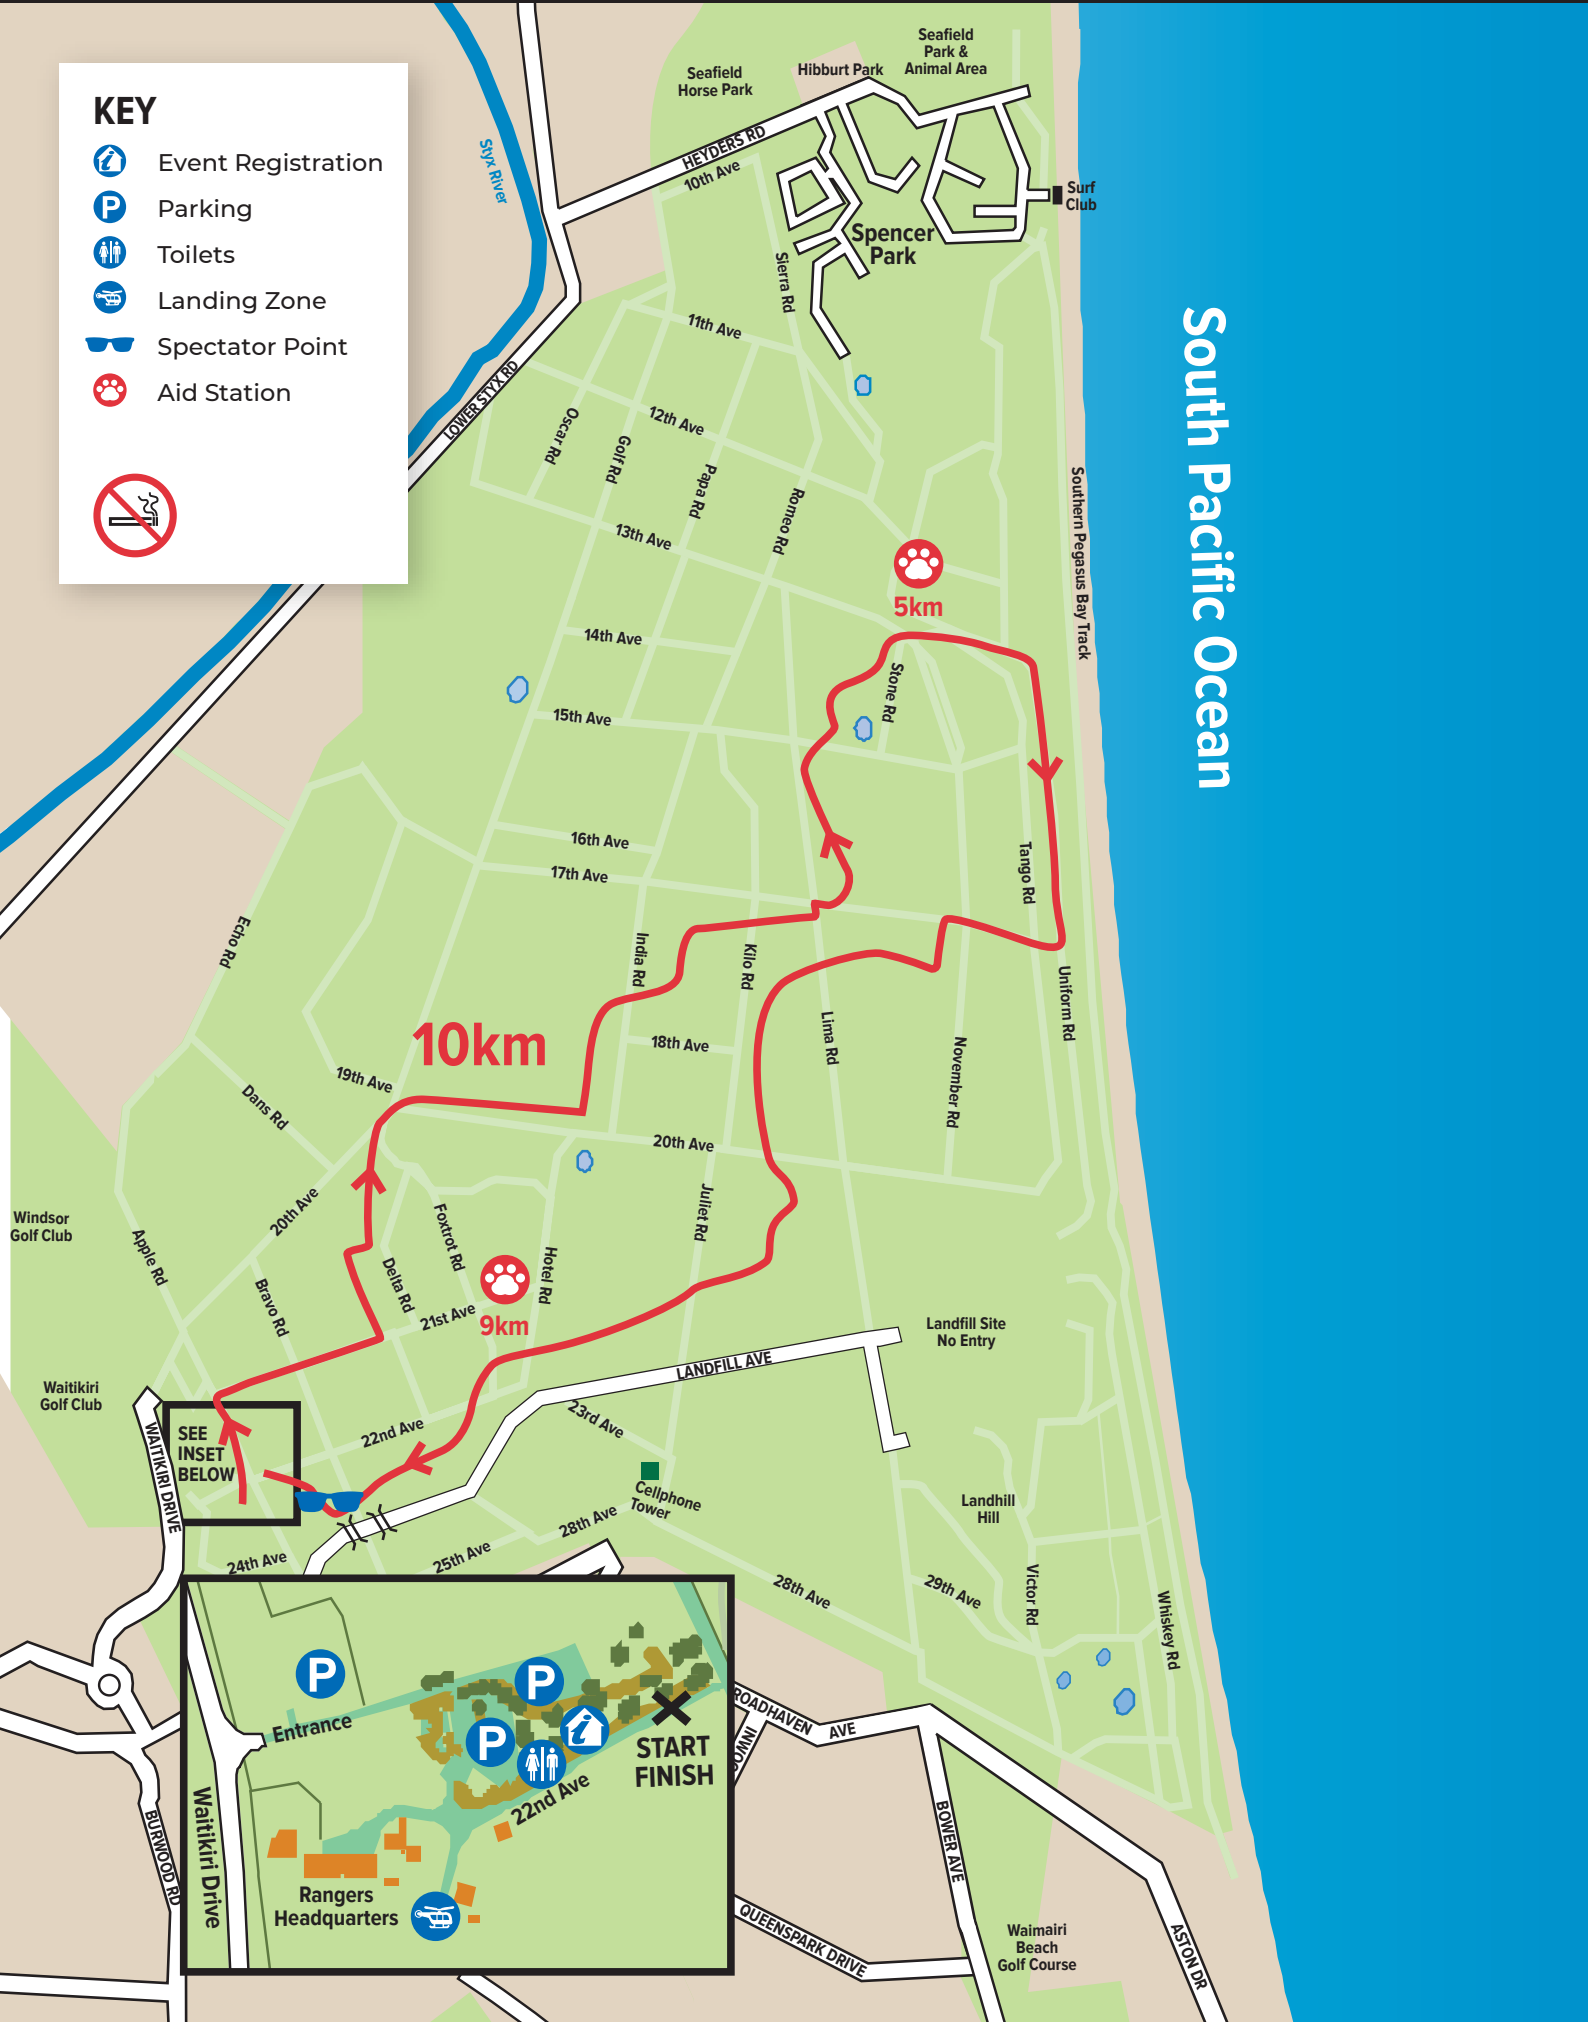 KEY
Event Registration
Parking
Toilets
Landing Zone
Spectator Point
Aid Station
Styx River
Seafield
Horse Park
Hibburt Park
Seafield
Park &
Animal Area
HEYDERS RD
10th Ave
Surf
Club
Spencer
Park
Sierra Rd
11th Ave
LOWER STYX RD
12th Ave
Oscar Rd
Golf Rd
Papa Rd
Romeo Rd
13th Ave
South Pacific Ocean
Southern Pegasus Bay Track
5km
14th Ave
Stone Rd
15th Ave
16th Ave
17th Ave
Tango Rd
Echo Rd
India Rd
Kilo Rd
Uniform Rd
10km
18th Ave
Lima Rd
November Rd
19th Ave
Dans Rd
20th Ave
20th Ave
Juliet Rd
Windsor
Golf Club
Apple Rd
Foxtrot Rd
Hotel Rd
Delta Rd
Bravo Rd
21st Ave
9km
Landfill Site
No Entry
LANDFILL AVE
Waitikiri
Golf Club
WAITIKIRI DRIVE
SEE
INSET
BELOW
22nd Ave
23rd Ave
Cellphone
Tower
Landhill
Hill
28th Ave
25th Ave
24th Ave
28th Ave
29th Ave
Victor Rd
Whiskey Rd
P
P
P
Entrance
START
FINISH
22nd Ave
Waitikiri Drive
Rangers
Headquarters
BURWOOD RD
ROADHAVEN AVE
BOWER AVE
QUEENSPARK DRIVE
Waimairi
Beach
Golf Course
ASTON DR